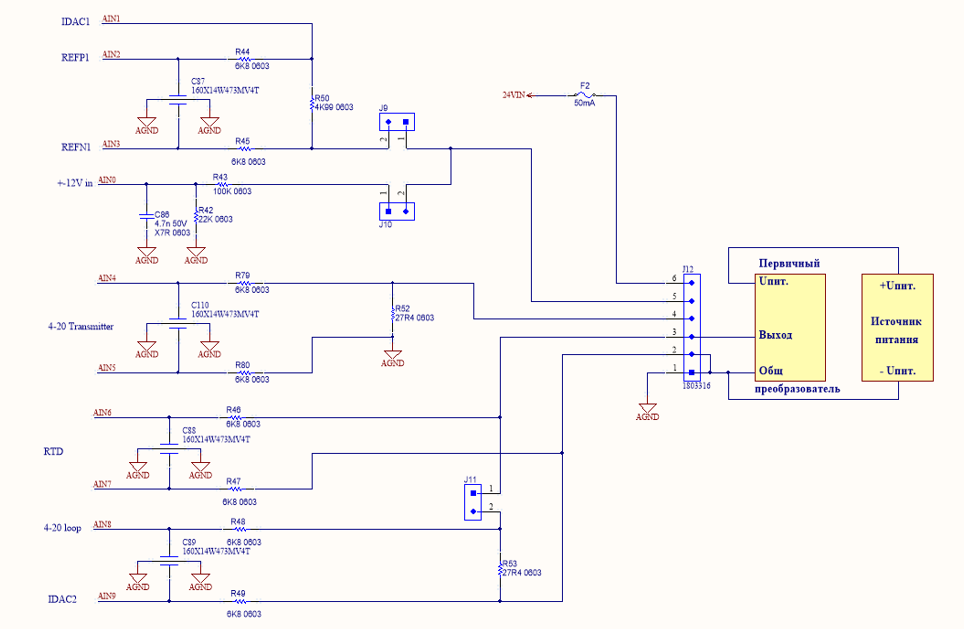 IDAC1 AIN1
REFP1 AIN2
R44
6K8 0603
C87
160X14W473MV4T
AGND AGND
R50
4K99 0603
REFN1 AIN3
R45
6K8 0603
J9
2 1
+-12V in AIN0
R43
100K 0603
C86
4.7n 50V
X7R 0603
R42
22K 0603
AGND AGND
1 2
J10
24VIN
F2
50mA
AIN4
R79
6K8 0603
C110
160X14W473MV4T
R52
27R4 0603
4-20 Transmitter
AGND AGND AGND
AIN5
R80
6K8 0603
J12
6
5
4
3
2
1
1803316
AGND
Первичный
Uпит.
Выход
Общ
преобразователь
+Uпит.
Источник
питания
- Uпит.
AIN6
R46
6K8 0603
C88
160X14W473MV4T
RTD
AGND AGND
AIN7
R47
6K8 0603
J11
1
2
4-20 loop AIN8
R48
6K8 0603
C89
160X14W473MV4T
R53
27R4 0603
AGND AGND
IDAC2 AIN9
R49
6K8 0603